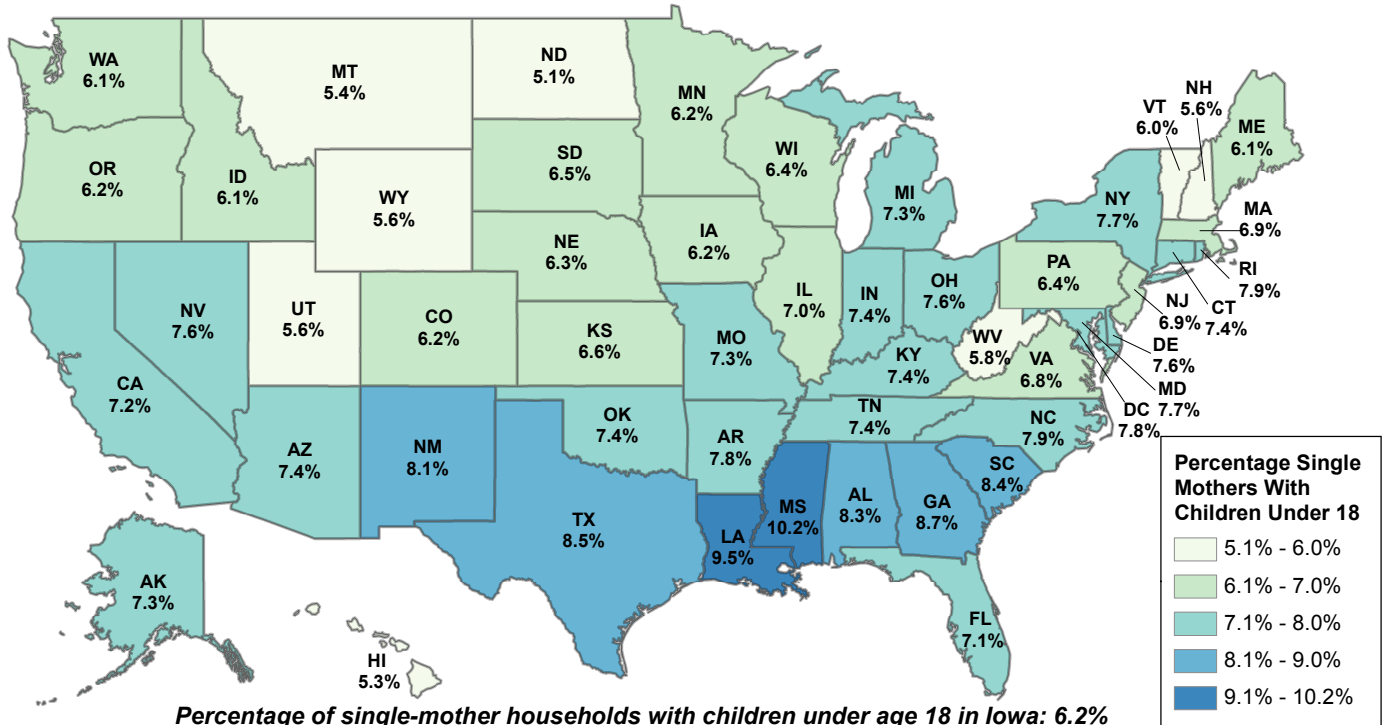 WA
6.1%
MT
5.4%
ND
5.1%
MN
6.2%
NH
5.6%
VT
6.0%
ME
6.1%
OR
6.2%
ID
6.1%
WY
5.6%
SD
6.5%
WI
6.4%
MI
7.3%
NY
7.7%
MA
6.9%
RI
7.9%
CT
7.4%
NJ
6.9%
PA
6.4%
NE
6.3%
IA
6.2%
IL
7.0%
IN
7.4%
OH
7.6%
NV
7.6%
UT
5.6%
CO
6.2%
KS
6.6%
MO
7.3%
KY
7.4%
WV
5.8%
VA
6.8%
DE
7.6%
MD
7.7%
DC
7.8%
CA
7.2%
AZ
7.4%
NM
8.1%
OK
7.4%
AR
7.8%
TN
7.4%
NC
7.9%
SC
8.4%
TX
8.5%
LA
9.5%
MS
10.2%
AL
8.3%
GA
8.7%
FL
7.1%
AK
7.3%
HI
5.3%
Percentage Single
Mothers With
Children Under 18
5.1% - 6.0%
6.1% - 7.0%
7.1% - 8.0%
8.1% - 9.0%
9.1% - 10.2%
Percentage of single-mother households with children under age 18 in Iowa: 6.2%